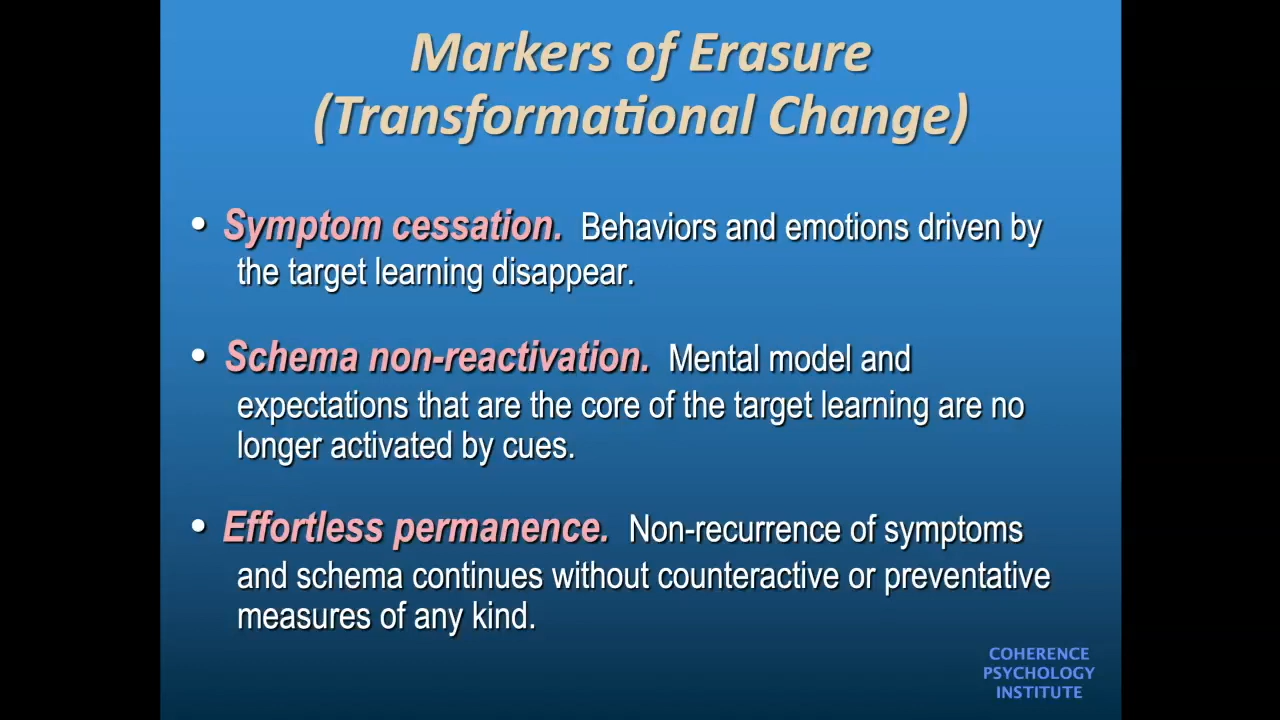 Markers of Erasure
(Transformational Change)
• Symptom cessation. Behaviors and emotions driven by
the target learning disappear.
• Schema non-reactivation. Mental model and
expectations that are the core of the target learning are no
longer activated by cues.
• Effortless permanence. Non-recurrence of symptoms
and schema continues without counteractive or preventative
measures of any kind.
COHERENCE
PSYCHOLOGY
INSTITUTE